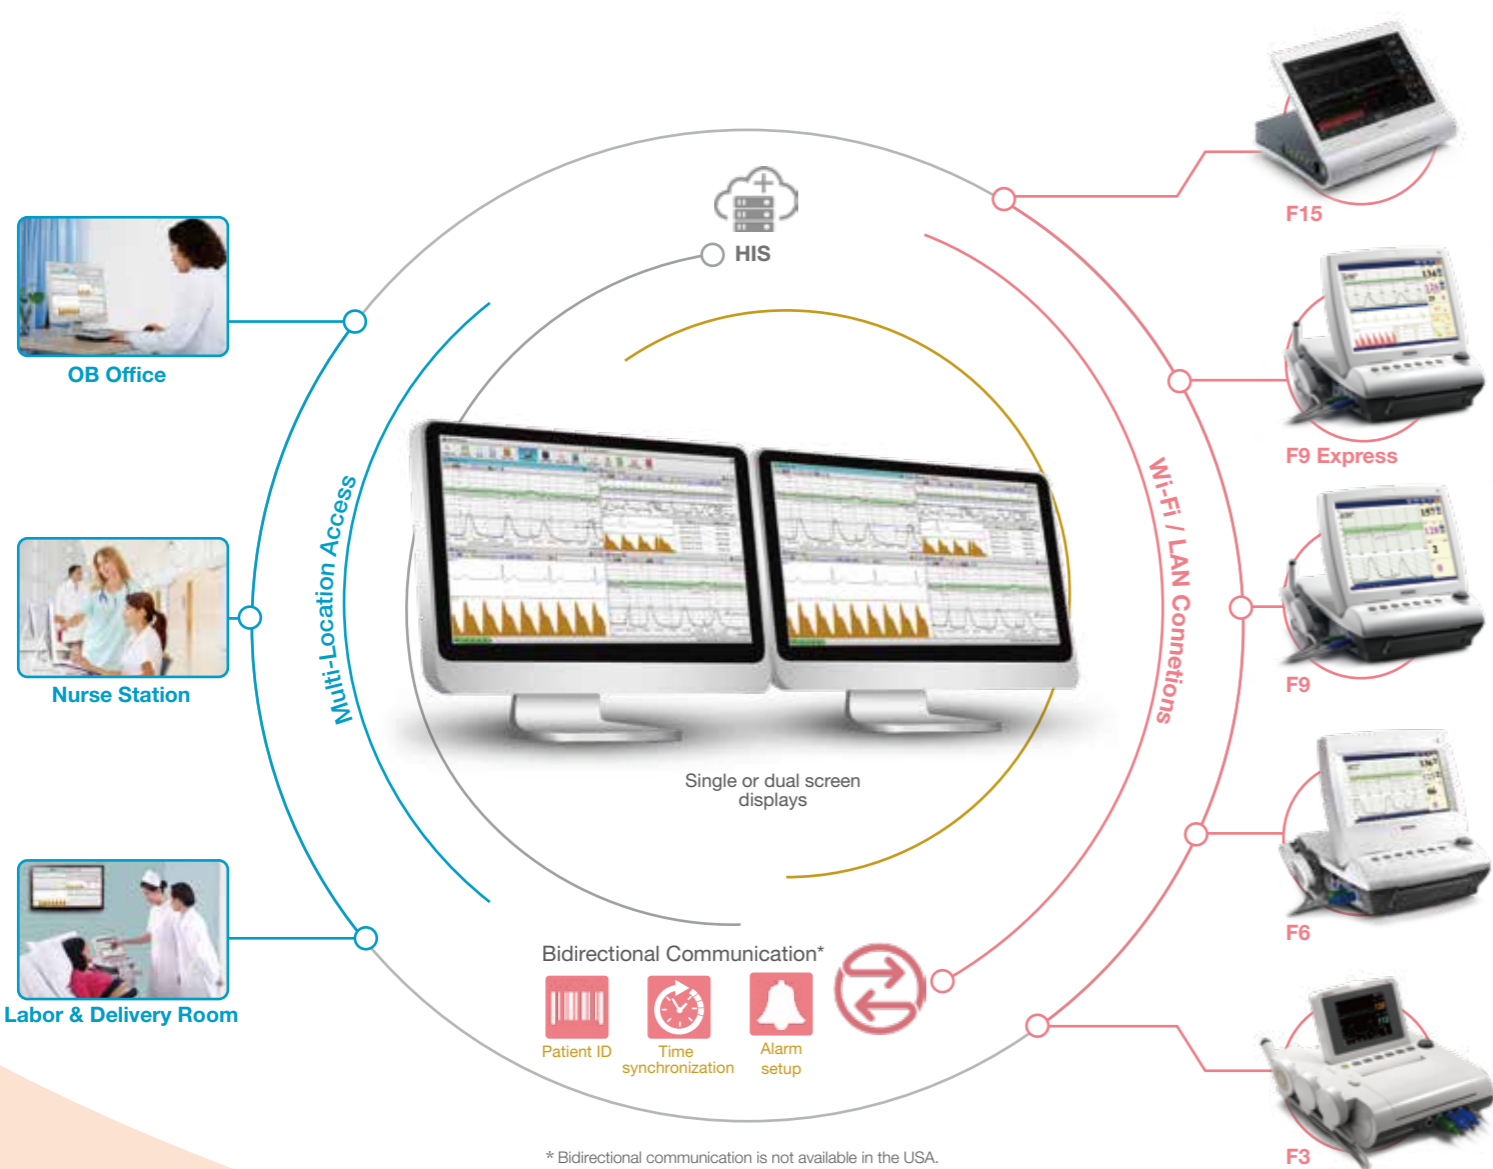 HIS
OB Office
Nurse Station
Labor & Delivery Room
Multi-Location Access
Wi-Fi / LAN Connetions
Single or dual screen
displays
Bidirectional Communication*
Patient ID
Time
synchronization
Alarm
setup
F15
F9 Express
F9
F6
F3
* Bidirectional communication is not available in the USA.